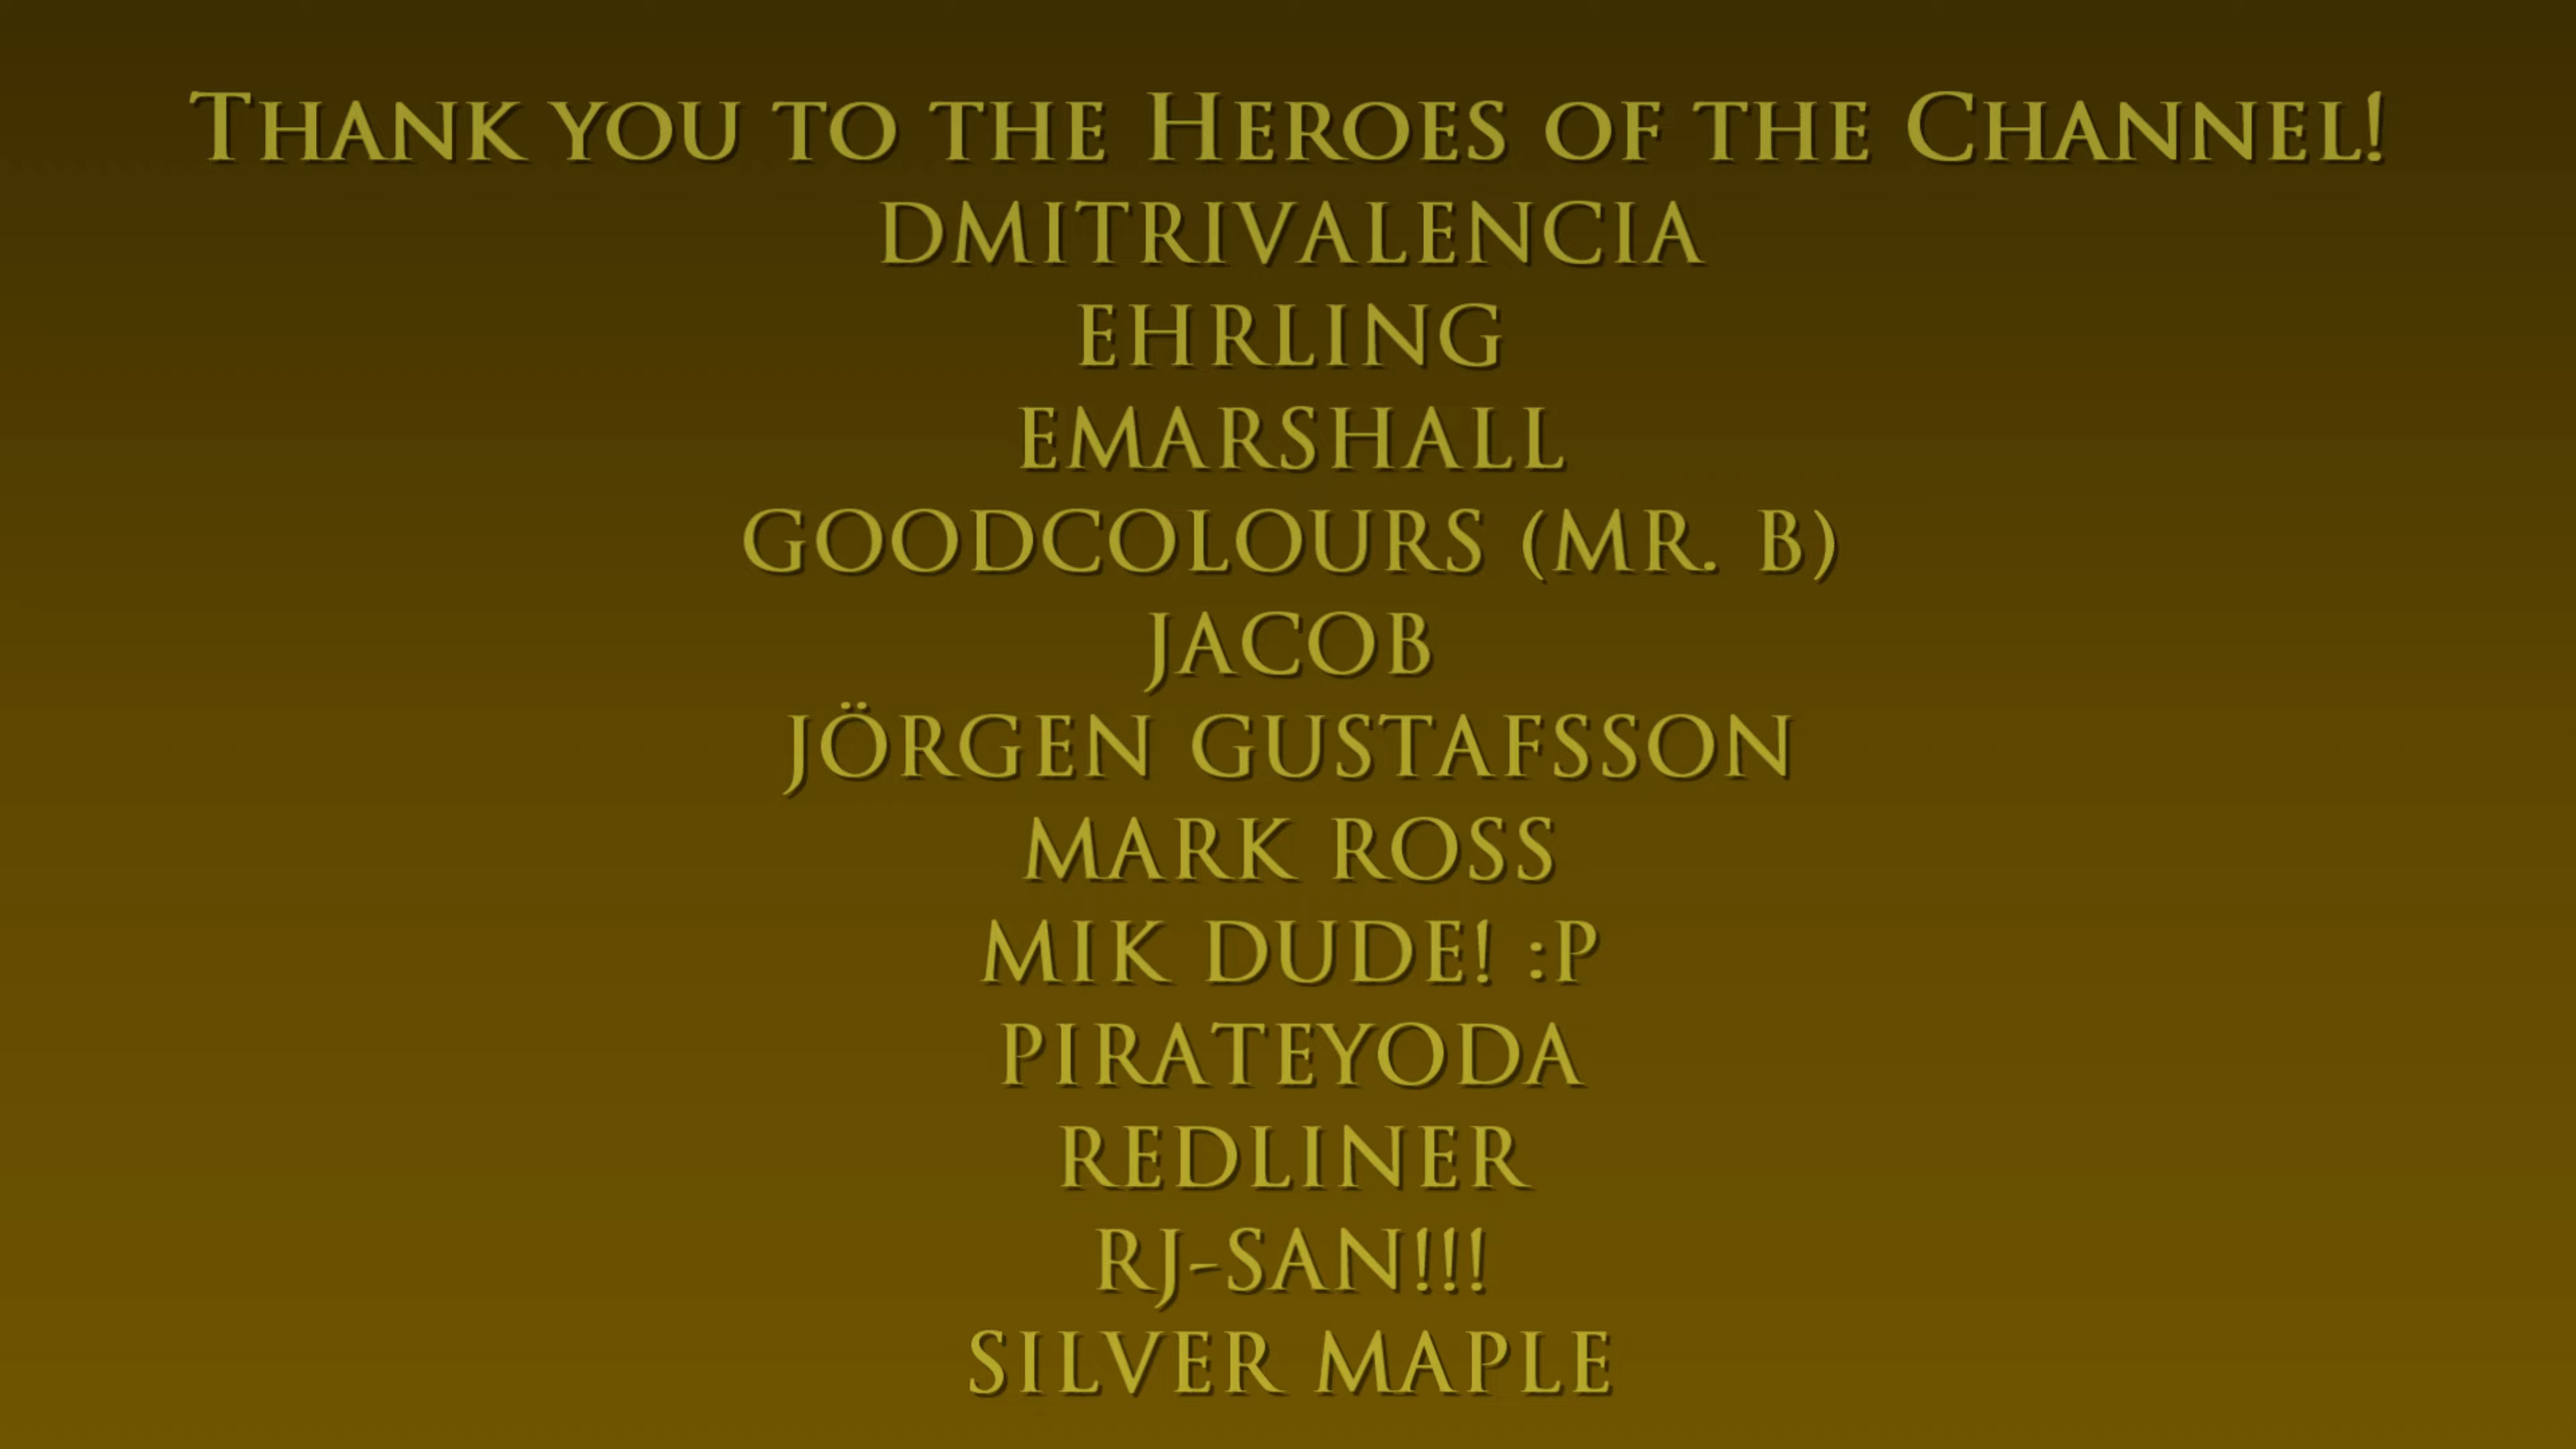 Thank you to the Heroes of the Channel!
DMITRIVALENCIA
EHRLING
EMARSHALL
GOODCOLOURS (MR. B)
JACOB
JÖRGEN GUSTAFSSON
MARK ROSS
MIK DUDE! :P
PIRATEYODA
REDLINER
RJ-SAN!!!
SILVER MAPLE